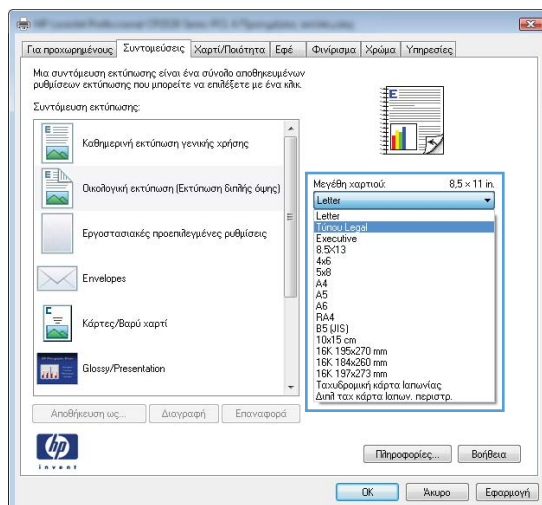 Για προχωρημένους Συντομεύσεις Χαρτί/Ποιότητα Εφέ Φινίρισμα Χρώμα Υπηρεσίες
Μια συντόμευση εκτύπωσης είναι ένα σύνολο αποθηκευμένων
ρυθμίσεων εκτύπωσης που μπορείτε να επιλέξετε με ένα κλικ.
Συντόμευση εκτύπωσης:
Καθημερινή εκτύπωση γενικής χρήσης
Οικολογική εκτύπωση (Εκτύπωση διπλής όψης)
Εργοστασιακές προεπιλεγμένες ρυθμίσεις
Envelopes
Κάρτες/Βαρύ χαρτί
Glossy/Presentation
Μεγέθη χαρτιού: 8,5 × 11 in.
Letter
Letter
Τύπου Legal
Executive
8.5X13
4x6
5x8
A4
A5
A6
RA4
B5 (JIS)
10x15 cm
16K 195x270 mm
16K 184x260 mm
16K 197x273 mm
Ταχυδρομική κάρτα Ιαπωνίας
Διπλ ταχ κάρτα Ιαπων. περιστρ.
Αποθήκευση ως... Διαγραφή Επαναφορά
hp
invent
Πληροφορίες... Βοήθεια
OK Άκυρο Εφαρμογή